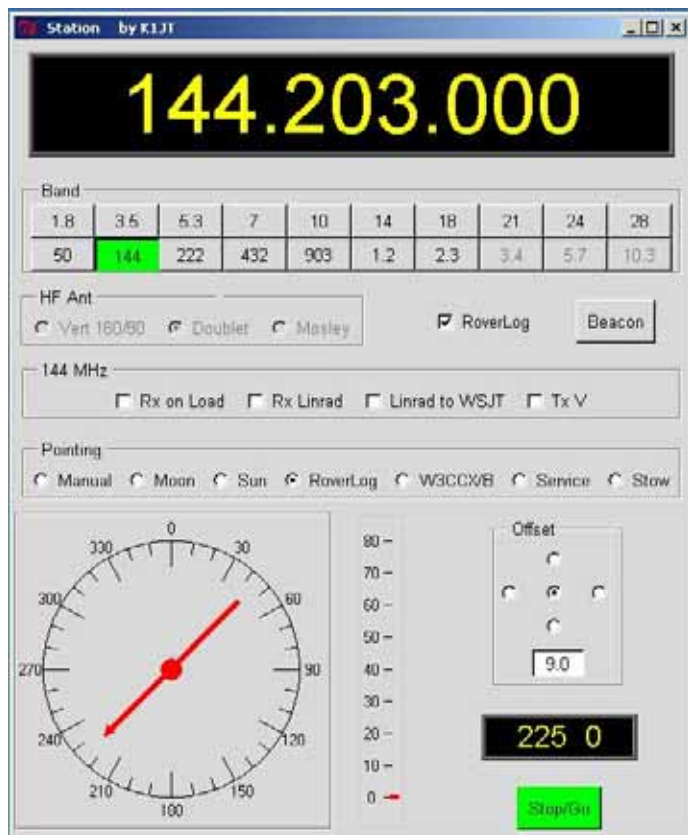 Station by K1JT
144.203.000
Band
1.8 3.5 5.3 7 10 14 18 21 24 28
50 144 222 432 903 1.2 2.3 3.4 5.7 10.3
HF Ant
Vert 160/80 Doublet Mosley
RoverLog
Beacon
144 MHz
Rx on Load Rx Linrad Linrad to WSJT Tx V
Pointing
Manual Moon Sun RoverLog W3CCX/B Service Stow
0
30
60
90
120
150
180
210
240
270
300
330
80
70
60
50
40
30
20
10
0
Offset
9.0
225 0
Stop/Go